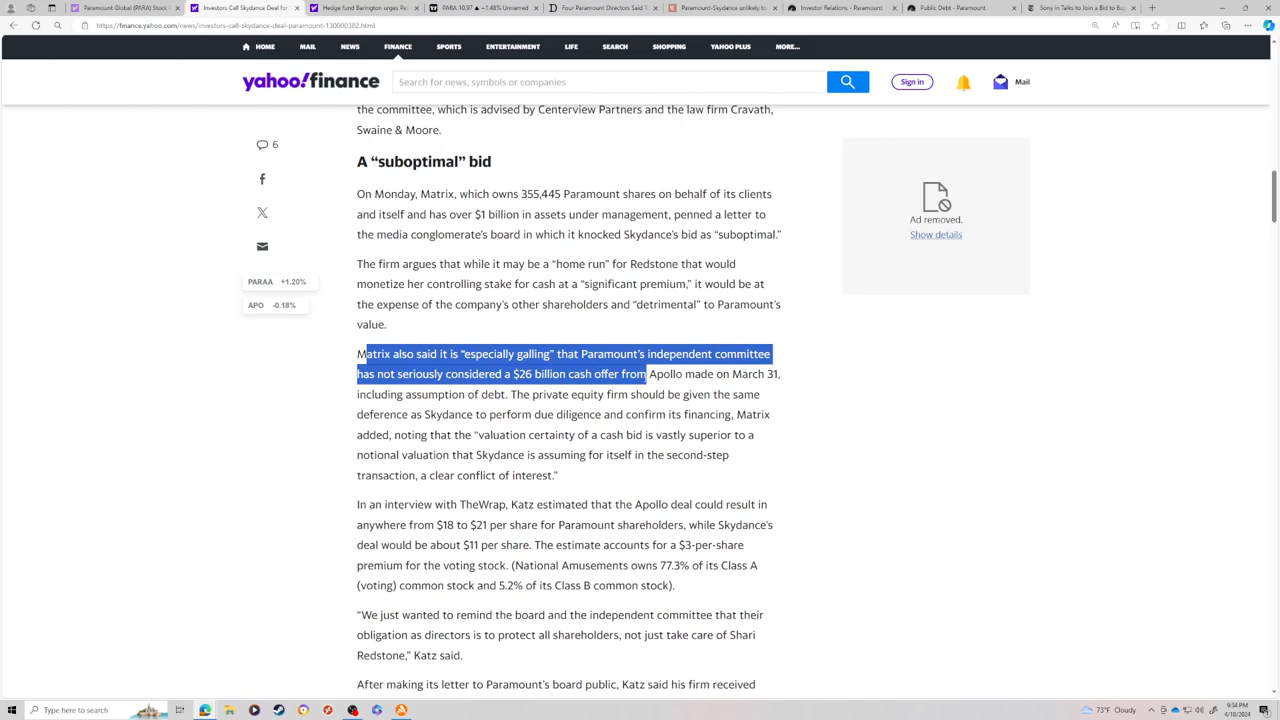 Paramount Global (PARA) Stock
Investors Call Skydance Deal for
Hedge fund Barington urges Pa
PARA 10.97 ▲ +1.48% Unnamed
Four Paramount Directors Said T
Paramount-Skydance unlikely to
Investor Relations - Paramount
Public Debt - Paramount
Sony in Talks to Join a Bid to Bu
https://finance.yahoo.com/news/investors-call-skydance-deal-paramount-130000382.html
HOME MAIL NEWS FINANCE SPORTS ENTERTAINMENT LIFE SEARCH SHOPPING YAHOO PLUS MORE...
yahoo!finance
Search for news, symbols or companies
Sign in
Mail
the committee, which is advised by Centerview Partners and the law firm Cravath,
Swaine & Moore.
6
A “suboptimal” bid
On Monday, Matrix, which owns 355,445 Paramount shares on behalf of its clients
and itself and has over $1 billion in assets under management, penned a letter to
the media conglomerate’s board in which it knocked Skydance’s bid as “suboptimal.”
Ad removed.
Show details
The firm argues that while it may be a “home run” for Redstone that would
monetize her controlling stake for cash at a “significant premium,” it would be at
the expense of the company’s other shareholders and “detrimental” to Paramount’s
value.
PARAA +1.20%
APO -0.18%
Matrix also said it is “especially galling” that Paramount’s independent committee
has not seriously considered a $26 billion cash offer from Apollo made on March 31,
including assumption of debt. The private equity firm should be given the same
deference as Skydance to perform due diligence and confirm its financing, Matrix
added, noting that the “valuation certainty of a cash bid is vastly superior to a
notional valuation that Skydance is assuming for itself in the second-step
transaction, a clear conflict of interest.”
In an interview with TheWrap, Katz estimated that the Apollo deal could result in
anywhere from $18 to $21 per share for Paramount shareholders, while Skydance’s
deal would be about $11 per share. The estimate accounts for a $3-per-share
premium for the voting stock. (National Amusements owns 77.3% of its Class A
(voting) common stock and 5.2% of its Class B common stock).
“We just wanted to remind the board and the independent committee that their
obligation as directors is to protect all shareholders, not just take care of Shari
Redstone,” Katz said.
After making its letter to Paramount’s board public, Katz said his firm received
Type here to search
73°F Cloudy
9:34 PM
4/18/2024